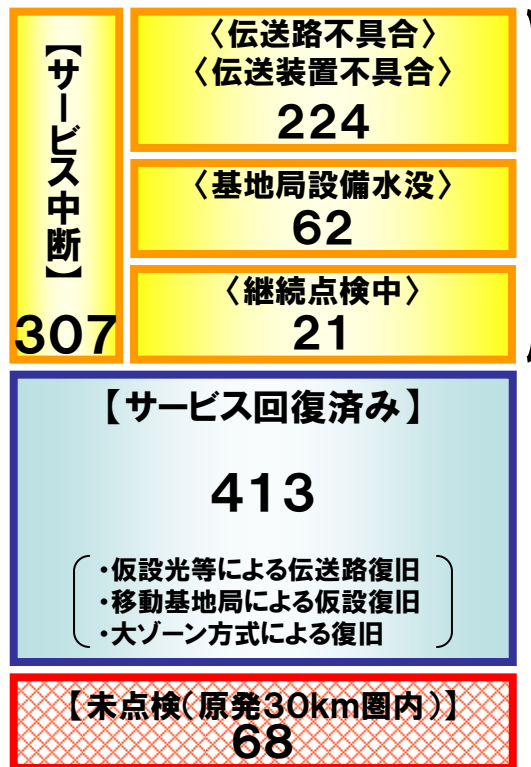 【サービス中断】
307
〈伝送路不具合〉
〈伝送装置不具合〉
224
〈基地局設備水没〉
62
〈継続点検中〉
21
【サービス回復済み】
413
・仮設光等による伝送路復旧
・移動基地局による仮設復旧
・大ゾーン方式による復旧
【未点検(原発30km圏内)】
68